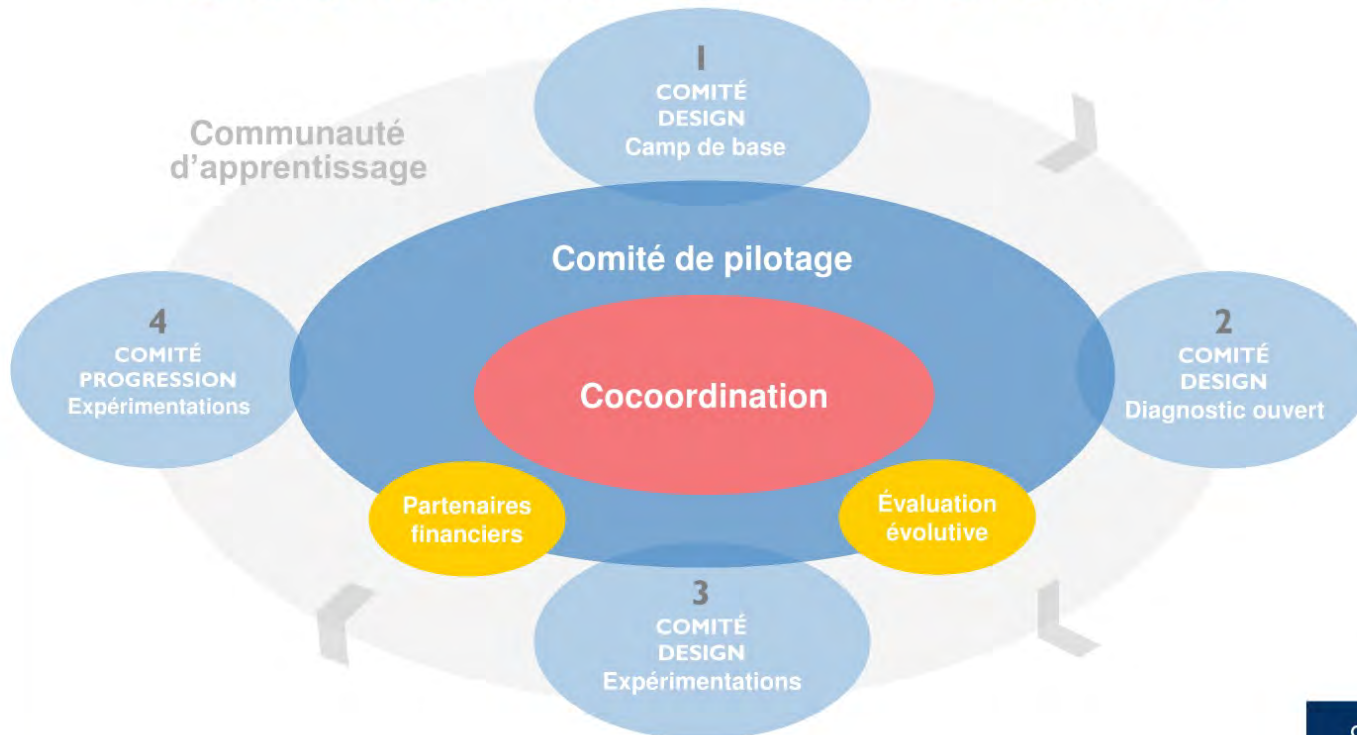 1
COMITÉ
DESIGN
Camp de base
Communauté
d'apprentissage
Comité de pilotage
4
COMITÉ
PROGRESSION
Expérimentations
Cocoordination
2
COMITÉ
DESIGN
Diagnostic ouvert
Partenaires
financiers
Évaluation
évolutive
3
COMITÉ
DESIGN
Expérimentations